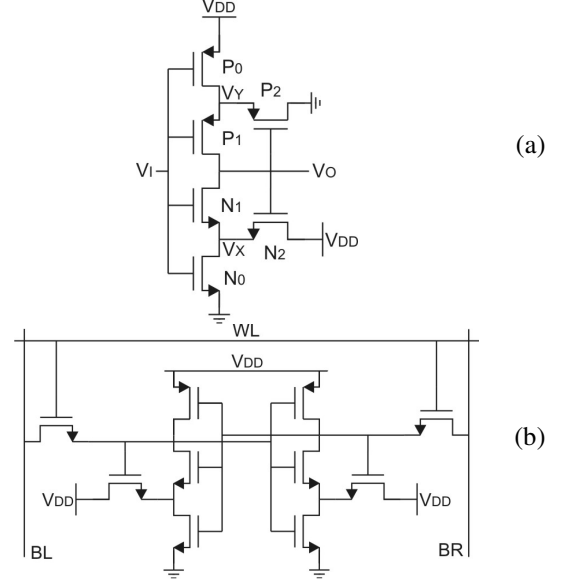 VDD
P0
VY P2
P1
(a)
VI VO
N1
VX N2 VDD
N0
WL
VDD
(b)
VDD VDD
BL BR